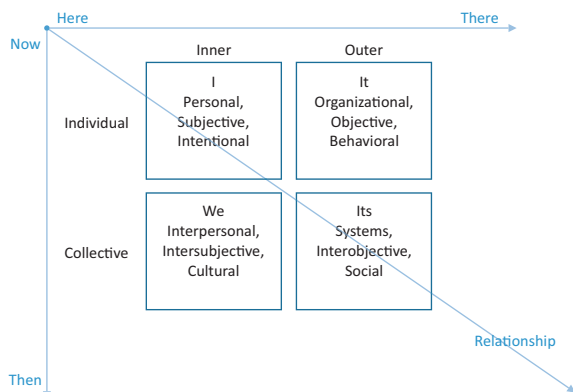 Here
There
Now
Inner
Outer
Individual
I
Personal,
Subjective,
Intentional
It
Organizational,
Objective,
Behavioral
Collective
We
Interpersonal,
Intersubjective,
Cultural
Its
Systems,
Interobjective,
Social
Relationship
Then